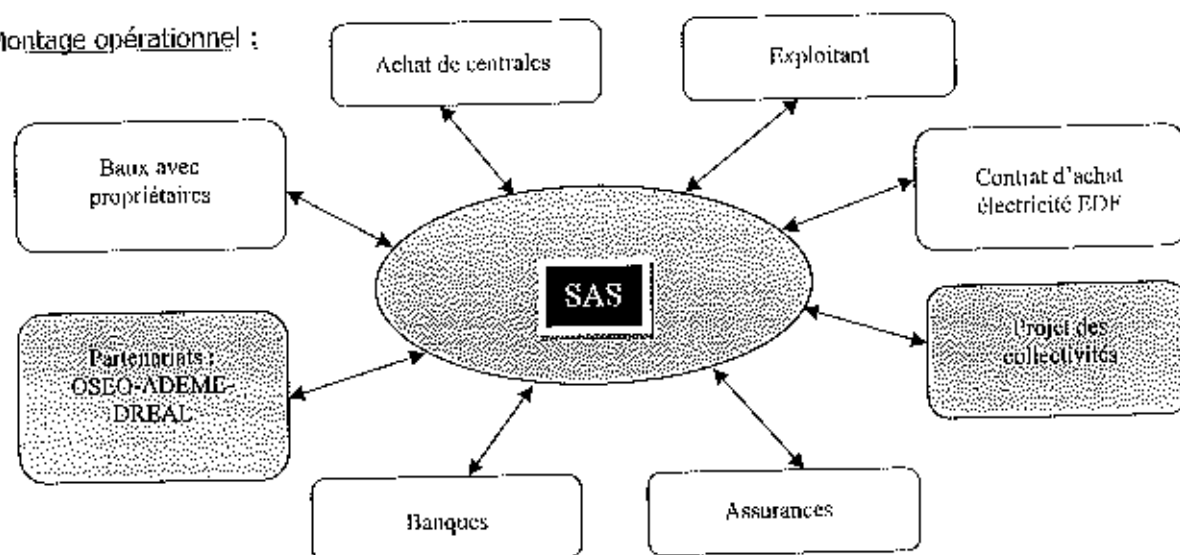 Montage opérationnel :
Achat de centrales
Exploitant
Baux avec
propriétaires
Contrat d'achat
électricité EDF
SAS
Partenariats :
OSEO-ADEME-
DREAL
Projet des
collectivités
Banques
Assurances